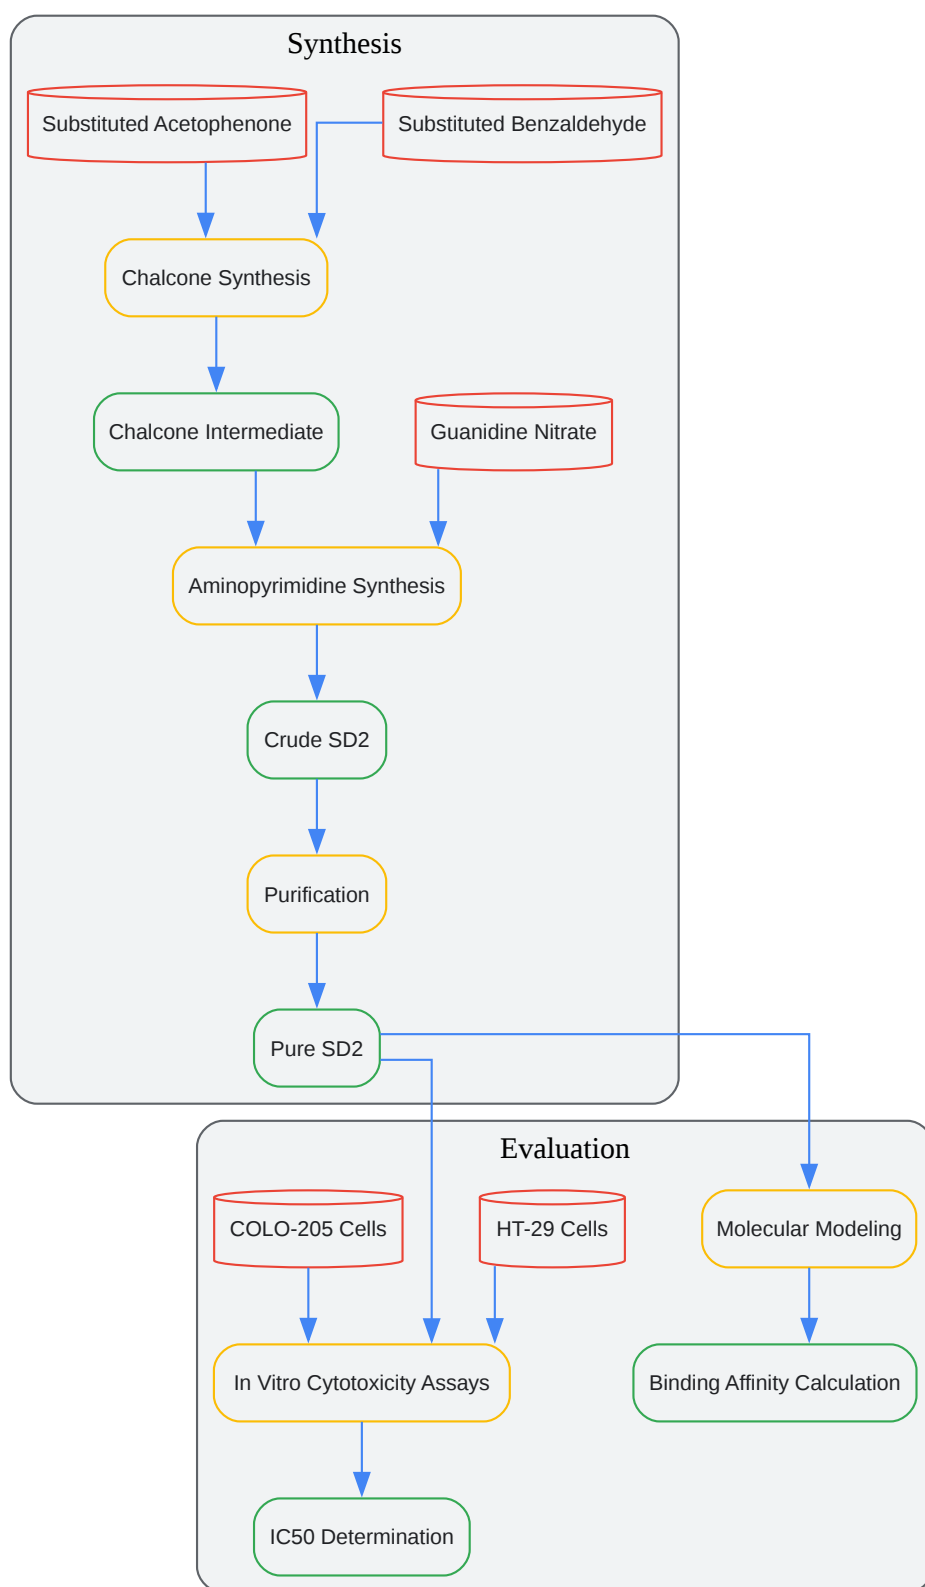 Synthesis
Substituted Acetophenone
Substituted Benzaldehyde
Chalcone Synthesis
Chalcone Intermediate
Guanidine Nitrate
Aminopyrimidine Synthesis
Crude SD2
Purification
Pure SD2
Evaluation
COLO-205 Cells
HT-29 Cells
Molecular Modeling
In Vitro Cytotoxicity Assays
Binding Affinity Calculation
IC50 Determination